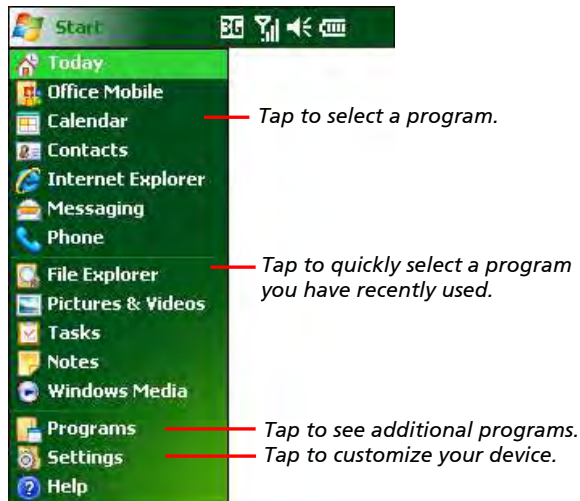 Start 3G
Today
Office Mobile
Calendar
Tap to select a program.
Contacts
Internet Explorer
Messaging
Phone
File Explorer
Tap to quickly select a program
you have recently used.
Pictures & Videos
Tasks
Notes
Windows Media
Programs
Tap to see additional programs.
Settings
Tap to customize your device.
Help